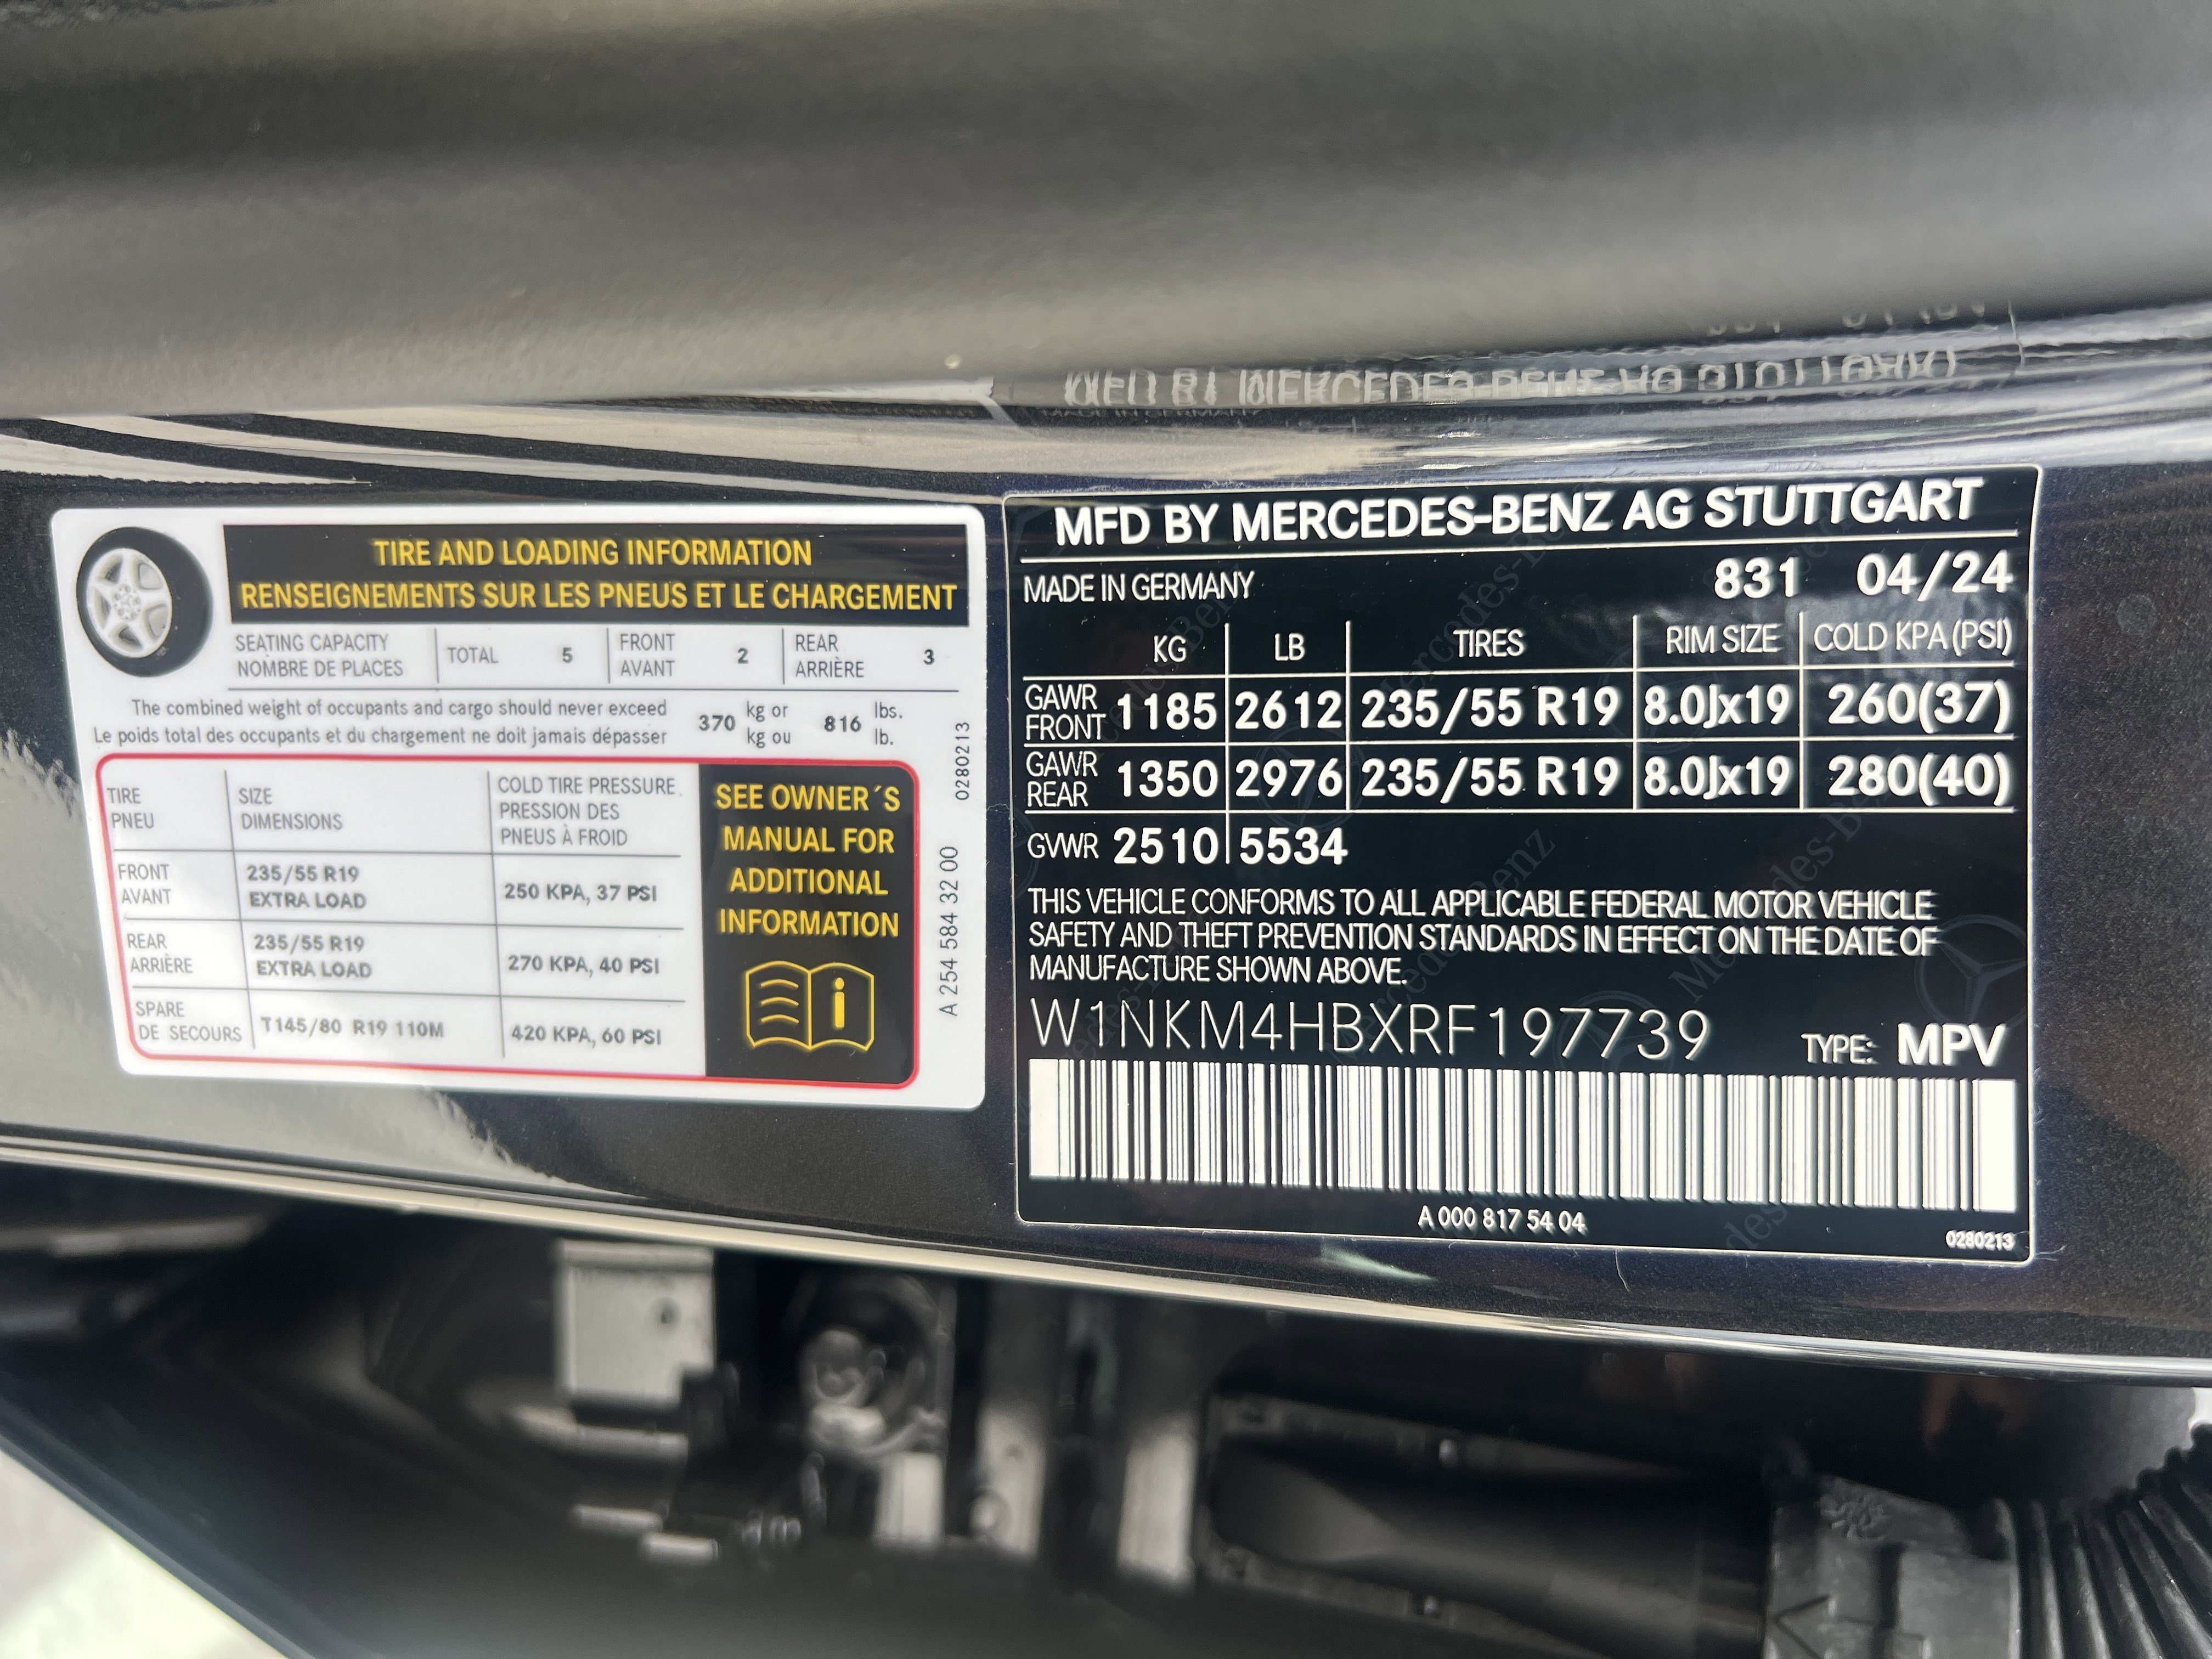 TIRE AND LOADING INFORMATION
RENSEIGNEMENTS SUR LES PNEUS ET LE CHARGEMENT
SEATING CAPACITY
NOMBRE DE PLACES
TOTAL 5
FRONT
AVANT
2
REAR
ARRIÈRE
3
The combined weight of occupants and cargo should never exceed
Le poids total des occupants et du chargement ne doit jamais dépasser
370
kg or
kg ou
816
lbs.
lb.
TIRE
PNEU
SIZE
DIMENSIONS
COLD TIRE PRESSURE
PRESSION DES
PNEUS À FROID
FRONT
AVANT
235/55 R19
EXTRA LOAD
250 KPA, 37 PSI
REAR
ARRIÈRE
235/55 R19
EXTRA LOAD
270 KPA, 40 PSI
SPARE
DE SECOURS
T145/80 R19 110M
420 KPA, 60 PSI
SEE OWNER´S
MANUAL FOR
ADDITIONAL
INFORMATION
i
A 254 584 32 00
0280213
MFD BY MERCEDES-BENZ AG STUTTGART
MADE IN GERMANY 831 04/24
KG LB TIRES RIM SIZE COLD KPA (PSI)
GAWR
FRONT
1185 2612 235/55 R19 8.0Jx19 260(37)
GAWR
REAR
1350 2976 235/55 R19 8.0Jx19 280(40)
GVWR 2510 5534
THIS VEHICLE CONFORMS TO ALL APPLICABLE FEDERAL MOTOR VEHICLE
SAFETY AND THEFT PREVENTION STANDARDS IN EFFECT ON THE DATE OF
MANUFACTURE SHOWN ABOVE.
W1NKM4HBXRF197739 TYPE: MPV
A 000 817 54 04
0280213